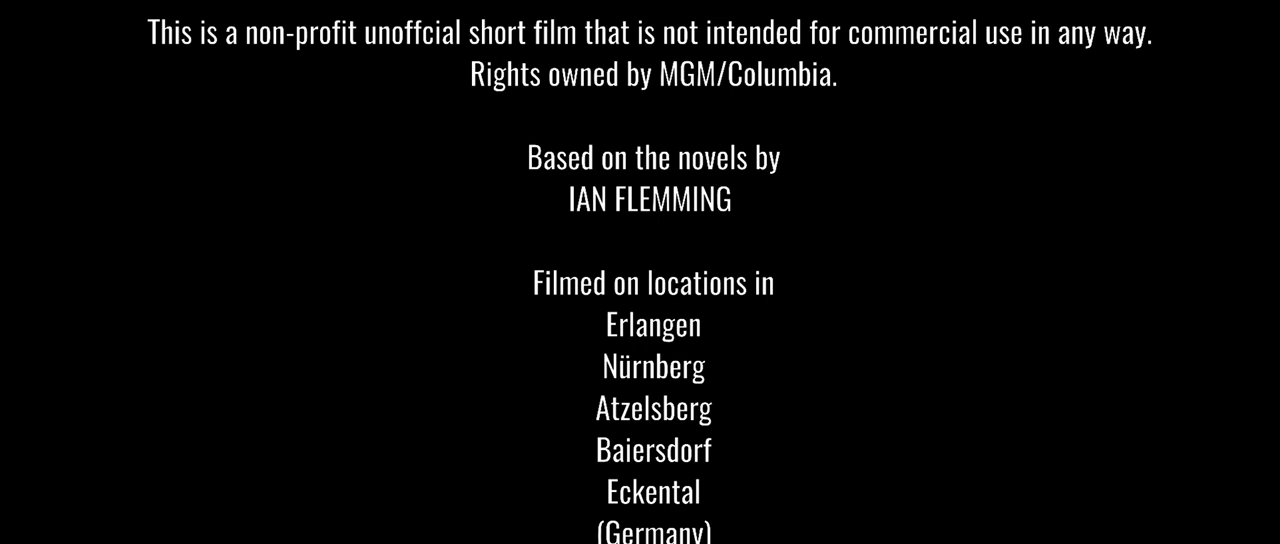 This is a non-profit unoffcial short film that is not intended for commercial use in any way.
Rights owned by MGM/Columbia.
Based on the novels by
IAN FLEMMING
Filmed on locations in
Erlangen
Nürnberg
Atzelsberg
Baiersdorf
Eckental
(Germany)